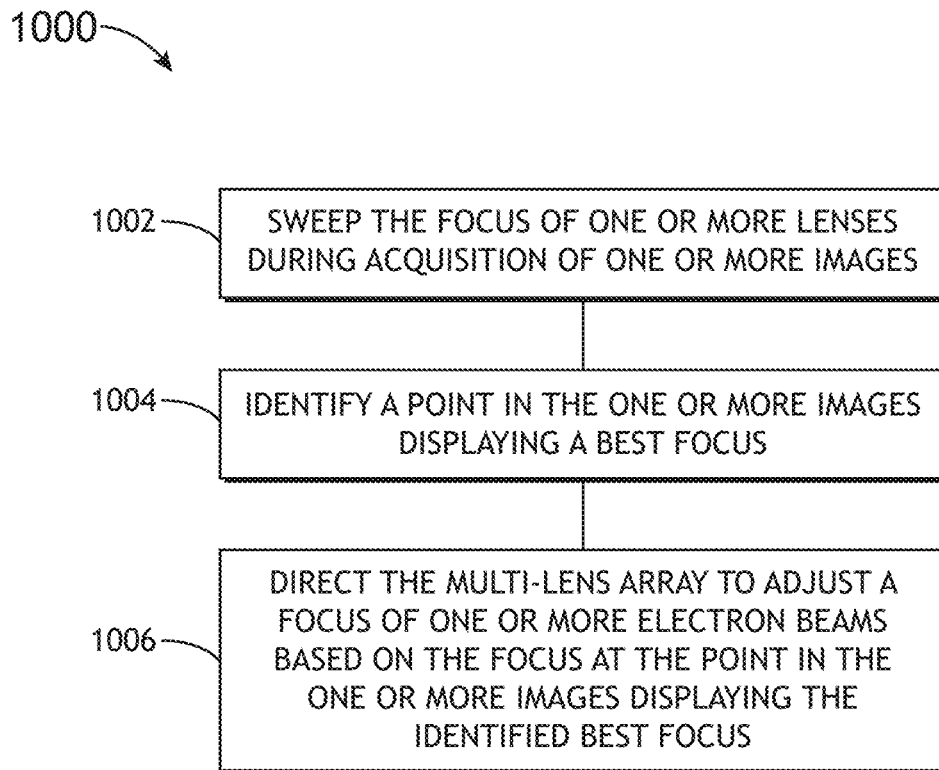 1000
1002
SWEEP THE FOCUS OF ONE OR MORE LENSES
DURING ACQUISITION OF ONE OR MORE IMAGES
1004
IDENTIFY A POINT IN THE ONE OR MORE IMAGES
DISPLAYING A BEST FOCUS
1006
DIRECT THE MULTI-LENS ARRAY TO ADJUST A
FOCUS OF ONE OR MORE ELECTRON BEAMS
BASED ON THE FOCUS AT THE POINT IN THE
ONE OR MORE IMAGES DISPLAYING THE
IDENTIFIED BEST FOCUS